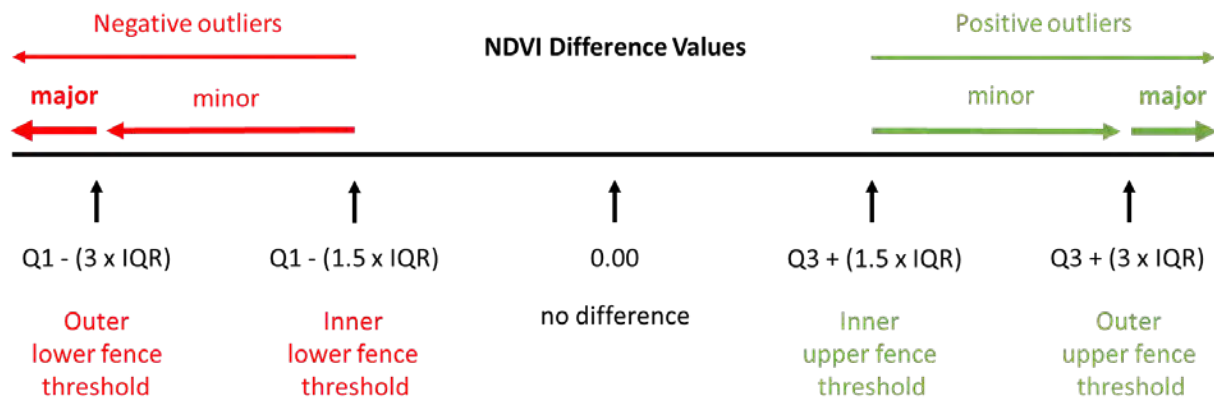 Negative outliers
NDVI Difference Values
Positive outliers
major
minor
minor
major
Q1 - (3 x IQR)
Q1 - (1.5 x IQR)
0.00
Q3 + (1.5 x IQR)
Q3 + (3 x IQR)
Outer
lower fence
threshold
Inner
lower fence
threshold
no difference
Inner
upper fence
threshold
Outer
upper fence
threshold